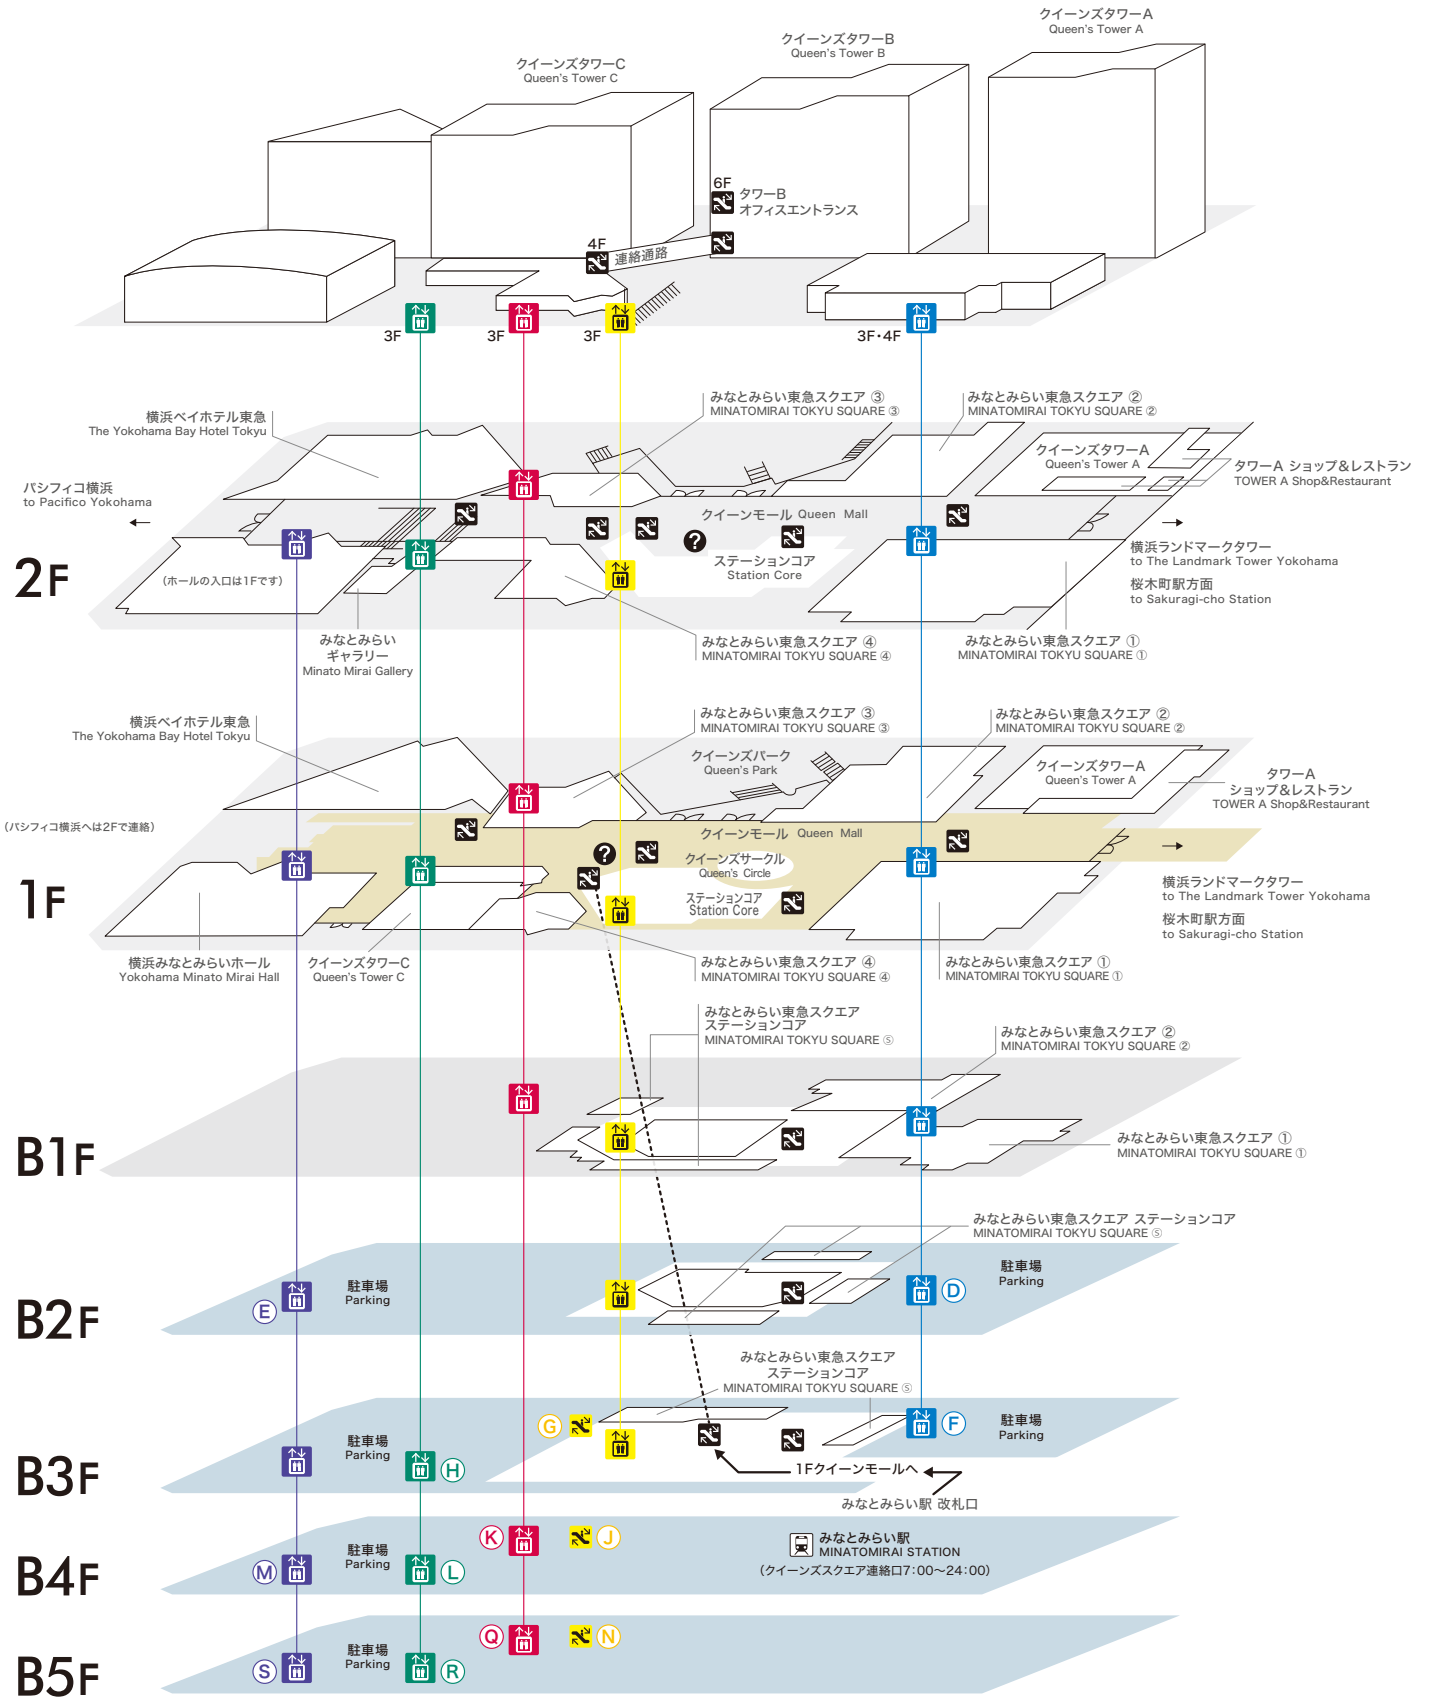 クイーンズタワーA
Queen's Tower A
クイーンズタワーB
Queen's Tower B
クイーンズタワーC
Queen's Tower C
6F
タワーB
オフィスエントランス
4F
連絡通路
3F
3F
3F
3F・4F
2F
みなとみらい東急スクエア ③
MINATOMIRAI TOKYU SQUARE ③
みなとみらい東急スクエア ②
MINATOMIRAI TOKYU SQUARE ②
横浜ベイホテル東急
The Yokohama Bay Hotel Tokyu
クイーンズタワーA
Queen's Tower A
タワーA ショップ&レストラン
TOWER A Shop&Restaurant
パシフィコ横浜
to Pacifico Yokohama
クイーンモール Queen Mall
?
ステーションコア
Station Core
横浜ランドマークタワー
to The Landmark Tower Yokohama
桜木町駅方面
to Sakuragi-cho Station
(ホールの入口は1Fです)
みなとみらい
ギャラリー
Minato Mirai Gallery
みなとみらい東急スクエア ④
MINATOMIRAI TOKYU SQUARE ④
みなとみらい東急スクエア ①
MINATOMIRAI TOKYU SQUARE ①
1F
横浜ベイホテル東急
The Yokohama Bay Hotel Tokyu
みなとみらい東急スクエア ③
MINATOMIRAI TOKYU SQUARE ③
みなとみらい東急スクエア ②
MINATOMIRAI TOKYU SQUARE ②
クイーンズパーク
Queen's Park
クイーンズタワーA
Queen's Tower A
タワーA
ショップ&レストラン
TOWER A Shop&Restaurant
(パシフィコ横浜へは2Fで連絡)
クイーンモール Queen Mall
?
クイーンズサークル
Queen's Circle
ステーションコア
Station Core
横浜ランドマークタワー
to The Landmark Tower Yokohama
桜木町駅方面
to Sakuragi-cho Station
横浜みなとみらいホール
Yokohama Minato Mirai Hall
クイーンズタワーC
Queen's Tower C
みなとみらい東急スクエア ④
MINATOMIRAI TOKYU SQUARE ④
みなとみらい東急スクエア ①
MINATOMIRAI TOKYU SQUARE ①
B1F
みなとみらい東急スクエア
ステーションコア
MINATOMIRAI TOKYU SQUARE ⑤
みなとみらい東急スクエア ②
MINATOMIRAI TOKYU SQUARE ②
みなとみらい東急スクエア ①
MINATOMIRAI TOKYU SQUARE ①
B2F
みなとみらい東急スクエア ステーションコア
MINATOMIRAI TOKYU SQUARE ⑤
駐車場
Parking
E
D
駐車場
Parking
B3F
みなとみらい東急スクエア
ステーションコア
MINATOMIRAI TOKYU SQUARE ⑤
駐車場
Parking
H
G
F
駐車場
Parking
1Fクイーンモールへ
みなとみらい駅 改札口
B4F
M
駐車場
Parking
L
K
J
みなとみらい駅
MINATOMIRAI STATION
(クイーンズスクエア連絡口7:00〜24:00)
B5F
S
駐車場
Parking
R
Q
N